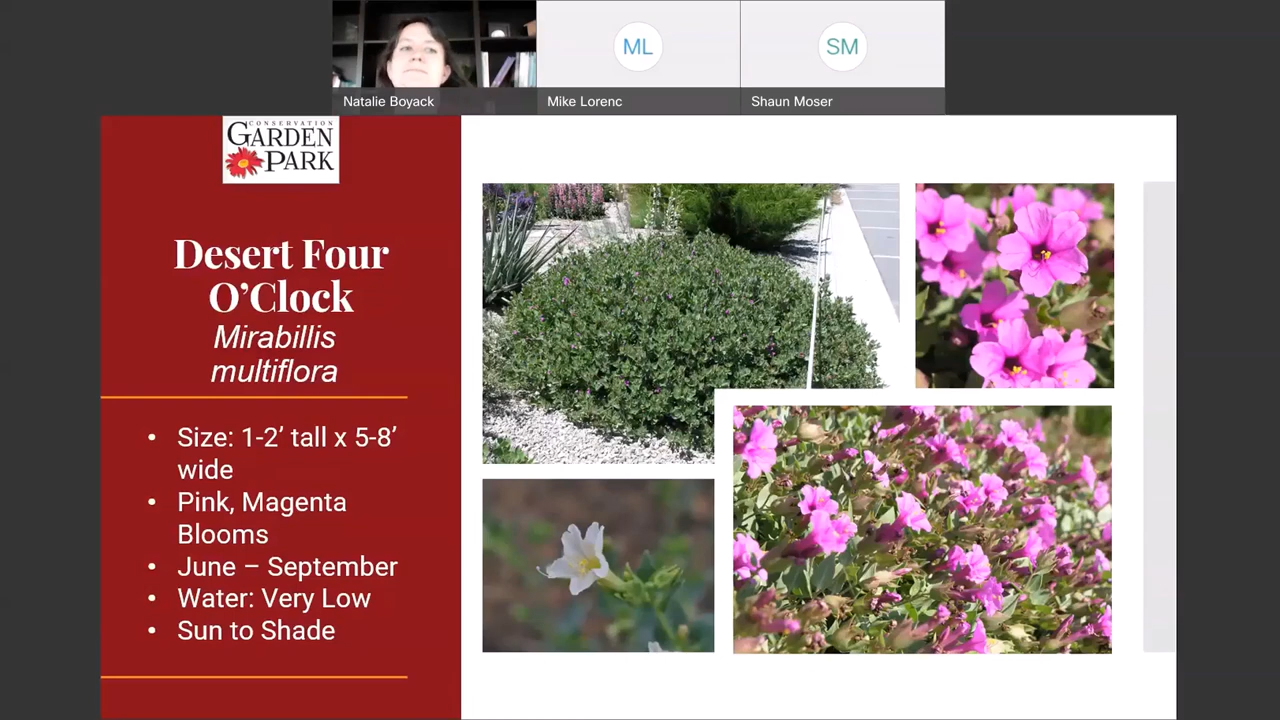 ML
SM
Natalie Boyack
Mike Lorenc
Shaun Moser
CONSERVATION
GARDEN
PARK
Desert Four
O’Clock
Mirabillis
multiflora
• Size: 1-2’ tall x 5-8’
wide
• Pink, Magenta
Blooms
• June – September
• Water: Very Low
• Sun to Shade